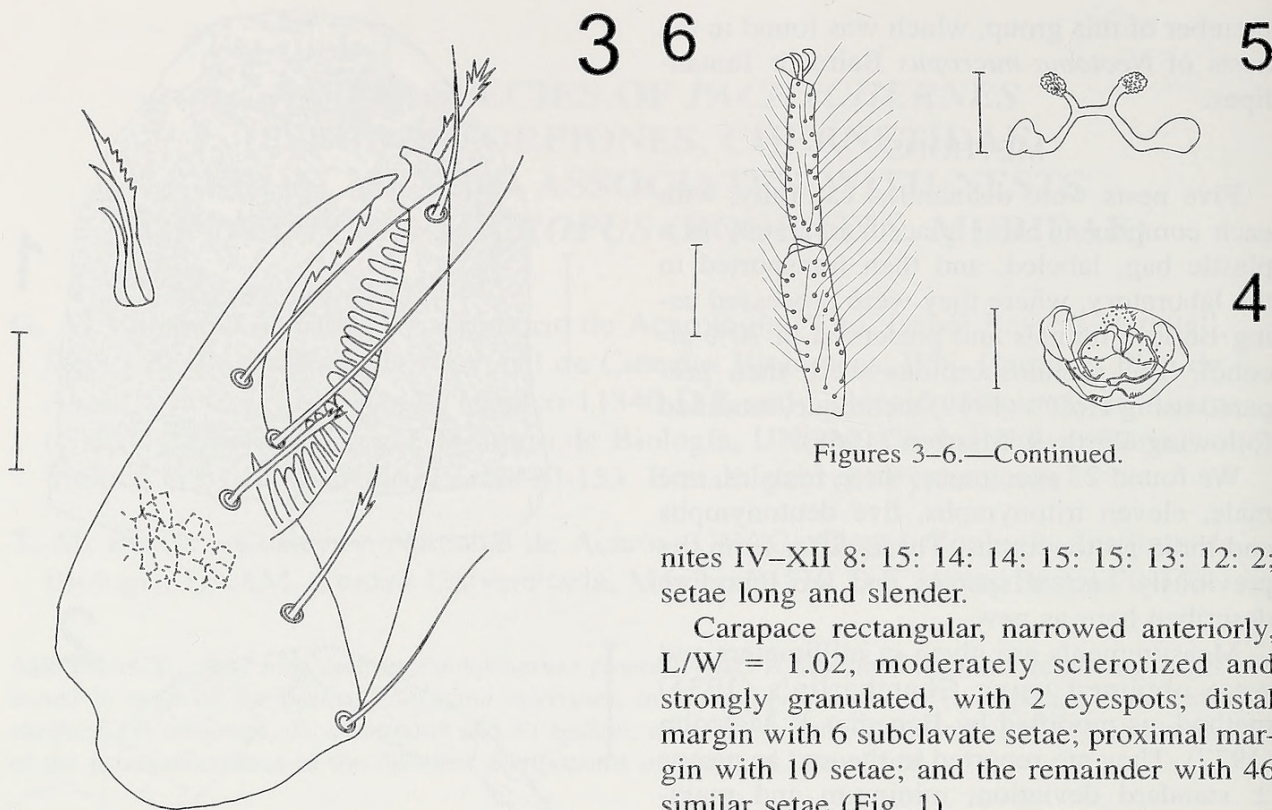 3
6
5
4
Figures 3–6.—Continued.
nites IV–XII 8: 15: 14: 14: 15: 15: 13: 12: 2;
setae long and slender.
Carapace rectangular, narrowed anteriorly,
L/W = 1.02, moderately sclerotized and
strongly granulated, with 2 eyespots; distal
margin with 6 subclavate setae; proximal mar-
gin with 10 setae; and the remainder with 46
similar setae (Fig. 1).